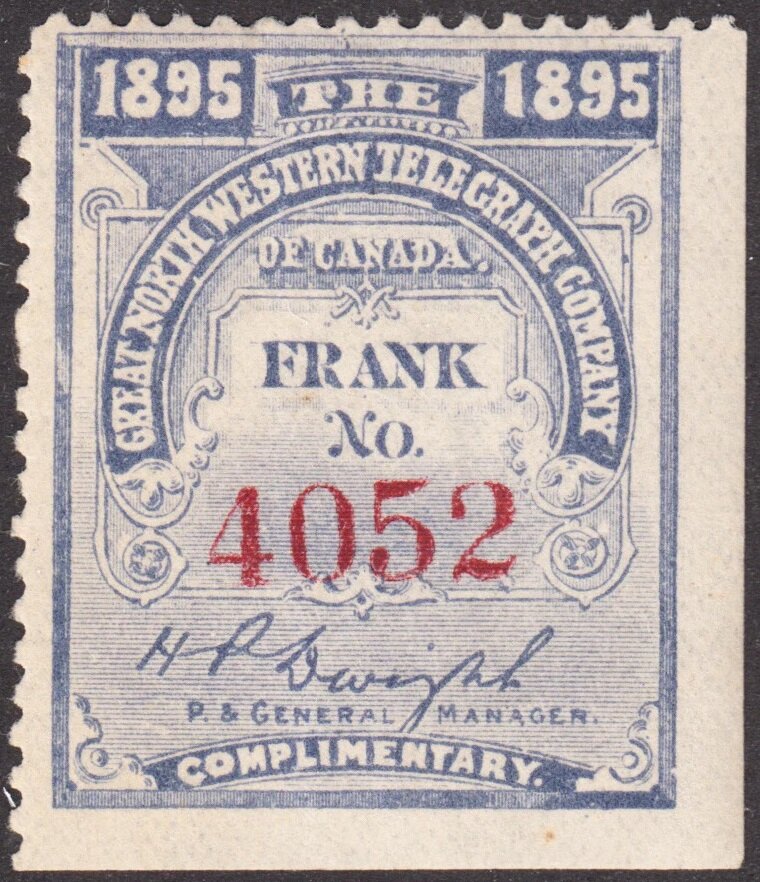 1895 THE 1895
GREAT NORTH WESTERN TELEGRAPH COMPANY
OF CANADA.
FRANK
No.
4052
H P Dwight
P. & GENERAL MANAGER.
COMPLIMENTARY.